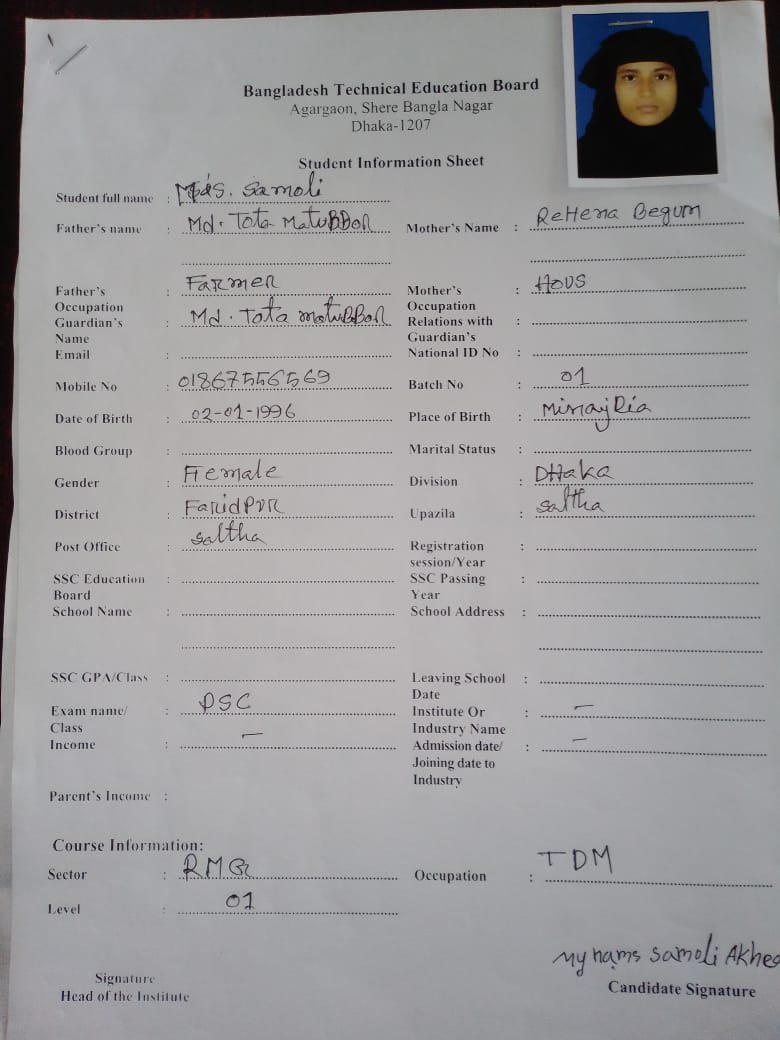 Bangladesh Technical Education Board
Agargaon, Shere Bangla Nagar
Dhaka-1207
Student Information Sheet
Student full name : Mds. Samoli
Father's name : Md. Tota MatuBBoR Mother's Name : ReHena Begum
Father's Occupation : FaRmeR Mother's Occupation : Hous
Guardian's Name : Md. Tota motuBBoR Relations with Guardian's :
Email : National ID No :
Mobile No : 01867556569 Batch No : 01
Date of Birth : 02-01-1996 Place of Birth :
Blood Group : Marital Status :
Gender : Female Division : DHaka
District : FaRidPuR Upazila : Saltha
Post Office : Saltha Registration session/Year :
SSC Education Board : SSC Passing Year :
School Name : School Address :
SSC GPA/Class : Leaving School Date :
Exam name/ Class : PSC Institute Or Industry Name : –
Income : – Admission date/ Joining date to Industry : –
Parent's Income :
Course Information:
Sector : RMG Occupation : TDM
Level : 01
My nams Samoli
Signature
Head of the Institute
Candidate Signature